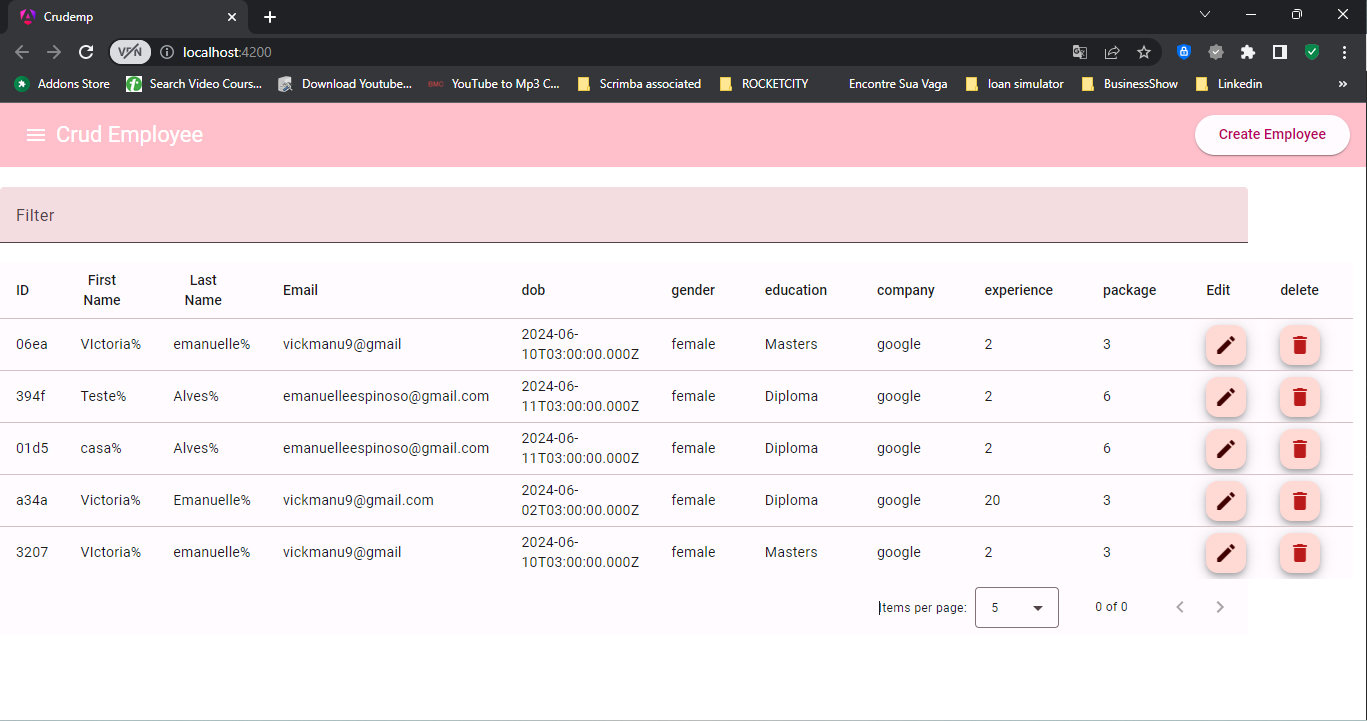 Crudemp
VPN
localhost:4200
Addons Store Search Video Cours... Download Youtube... BMC YouTube to Mp3 C... Scrimba associated ROCKETCITY Encontre Sua Vaga loan simulator BusinessShow Linkedin »
Crud Employee Create Employee
Filter
ID First Name Last Name Email dob gender education company experience package Edit delete
06ea VIctoria% emanuelle% vickmanu9@gmail 2024-06-10T03:00:00.000Z female Masters google 2 3
394f Teste% Alves% emanuelleespinoso@gmail.com 2024-06-11T03:00:00.000Z female Diploma google 2 6
01d5 casa% Alves% emanuelleespinoso@gmail.com 2024-06-11T03:00:00.000Z female Diploma google 2 6
a34a Victoria% Emanuelle% vickmanu9@gmail.com 2024-06-02T03:00:00.000Z female Diploma google 20 3
3207 VIctoria% emanuelle% vickmanu9@gmail 2024-06-10T03:00:00.000Z female Masters google 2 3
Items per page: 5 0 of 0